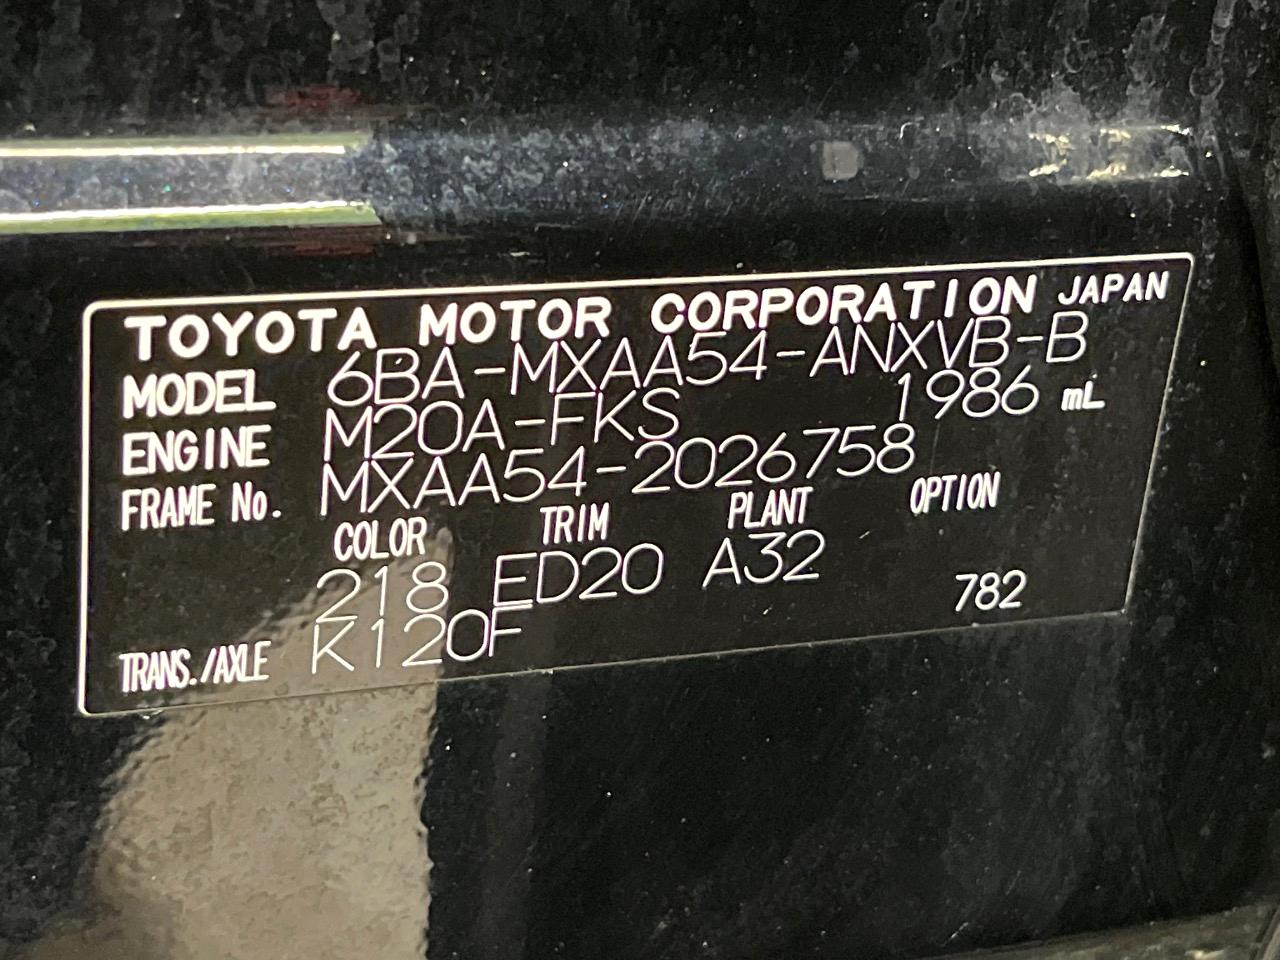 TOYOTA MOTOR CORPORATION JAPAN
MODEL 6BA-MXAA54-ANXVB-B
ENGINE M20A-FKS 1986 mL
FRAME No. MXAA54-2026758
COLOR TRIM PLANT OPTION
218 ED20 A32
TRANS./AXLE K120F 782